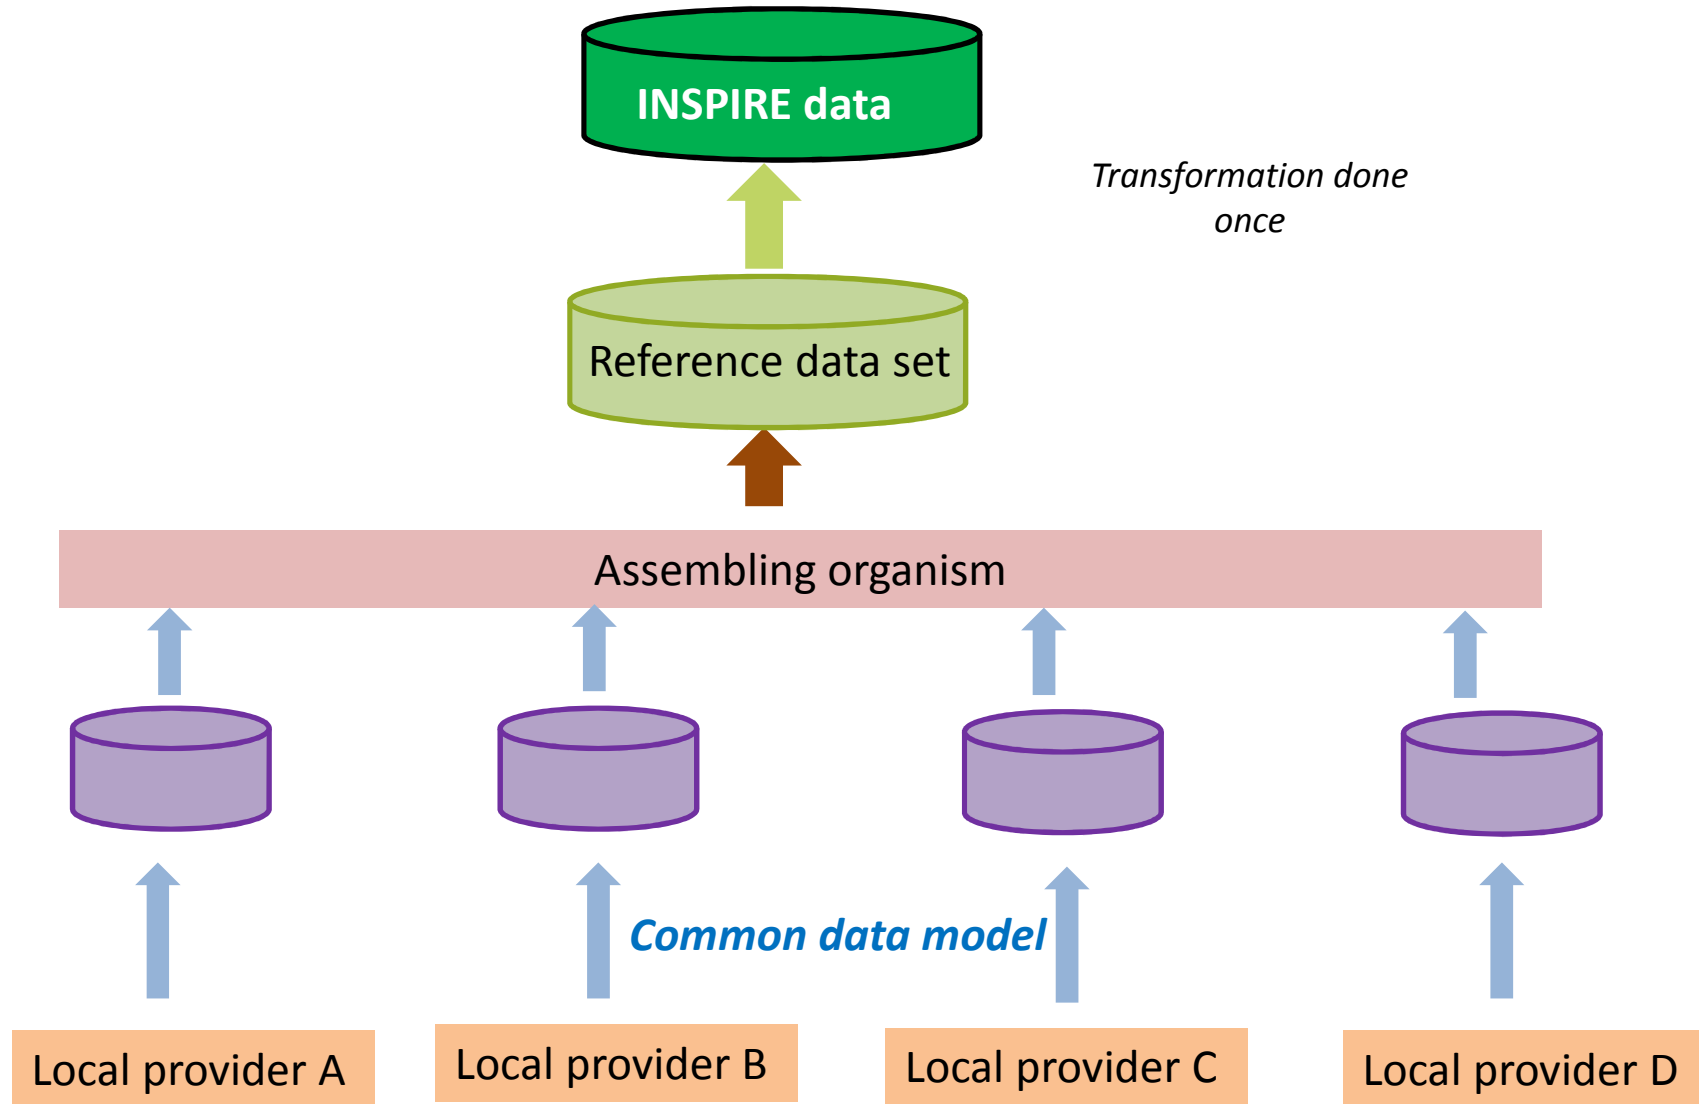 INSPIRE data
Transformation done
once
Reference data set
Assembling organism
Common data model
Local provider A
Local provider B
Local provider C
Local provider D